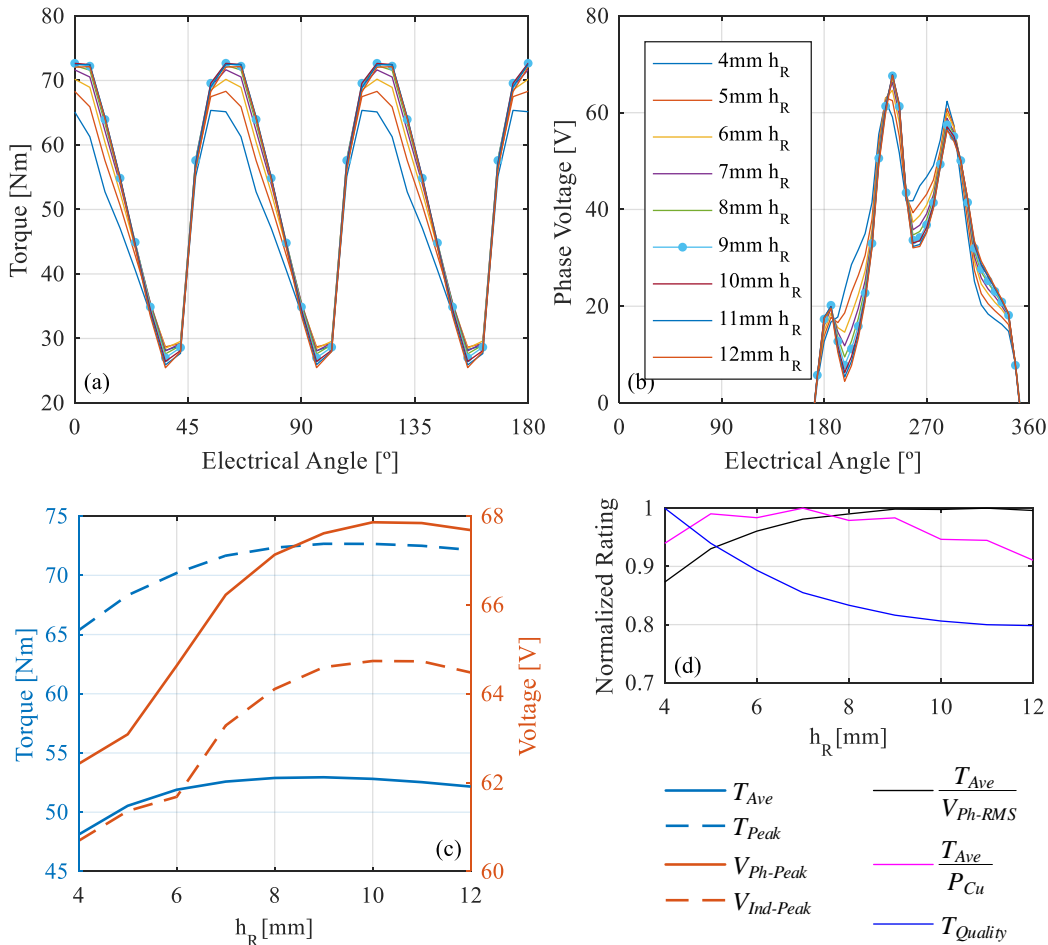 80
70
60
50
40
30
20
Torque [Nm]
(a)
0
45
90
135
180
Electrical Angle [º]
80
60
40
20
0
Phase Voltage [V]
4mm h_R
5mm h_R
6mm h_R
7mm h_R
8mm h_R
9mm h_R
10mm h_R
11mm h_R
12mm h_R
(b)
0
90
180
270
360
Electrical Angle [º]
75
70
65
60
55
50
45
Torque [Nm]
68
66
64
62
60
Voltage [V]
(c)
4
6
8
10
12
h_R [mm]
1
0.9
0.8
0.7
Normalized Rating
(d)
4
6
8
10
12
h_R [mm]
T_Ave
T_Peak
V_Ph-Peak
V_Ind-Peak
T_Ave
V_Ph-RMS
T_Ave
P_Cu
T_Quality